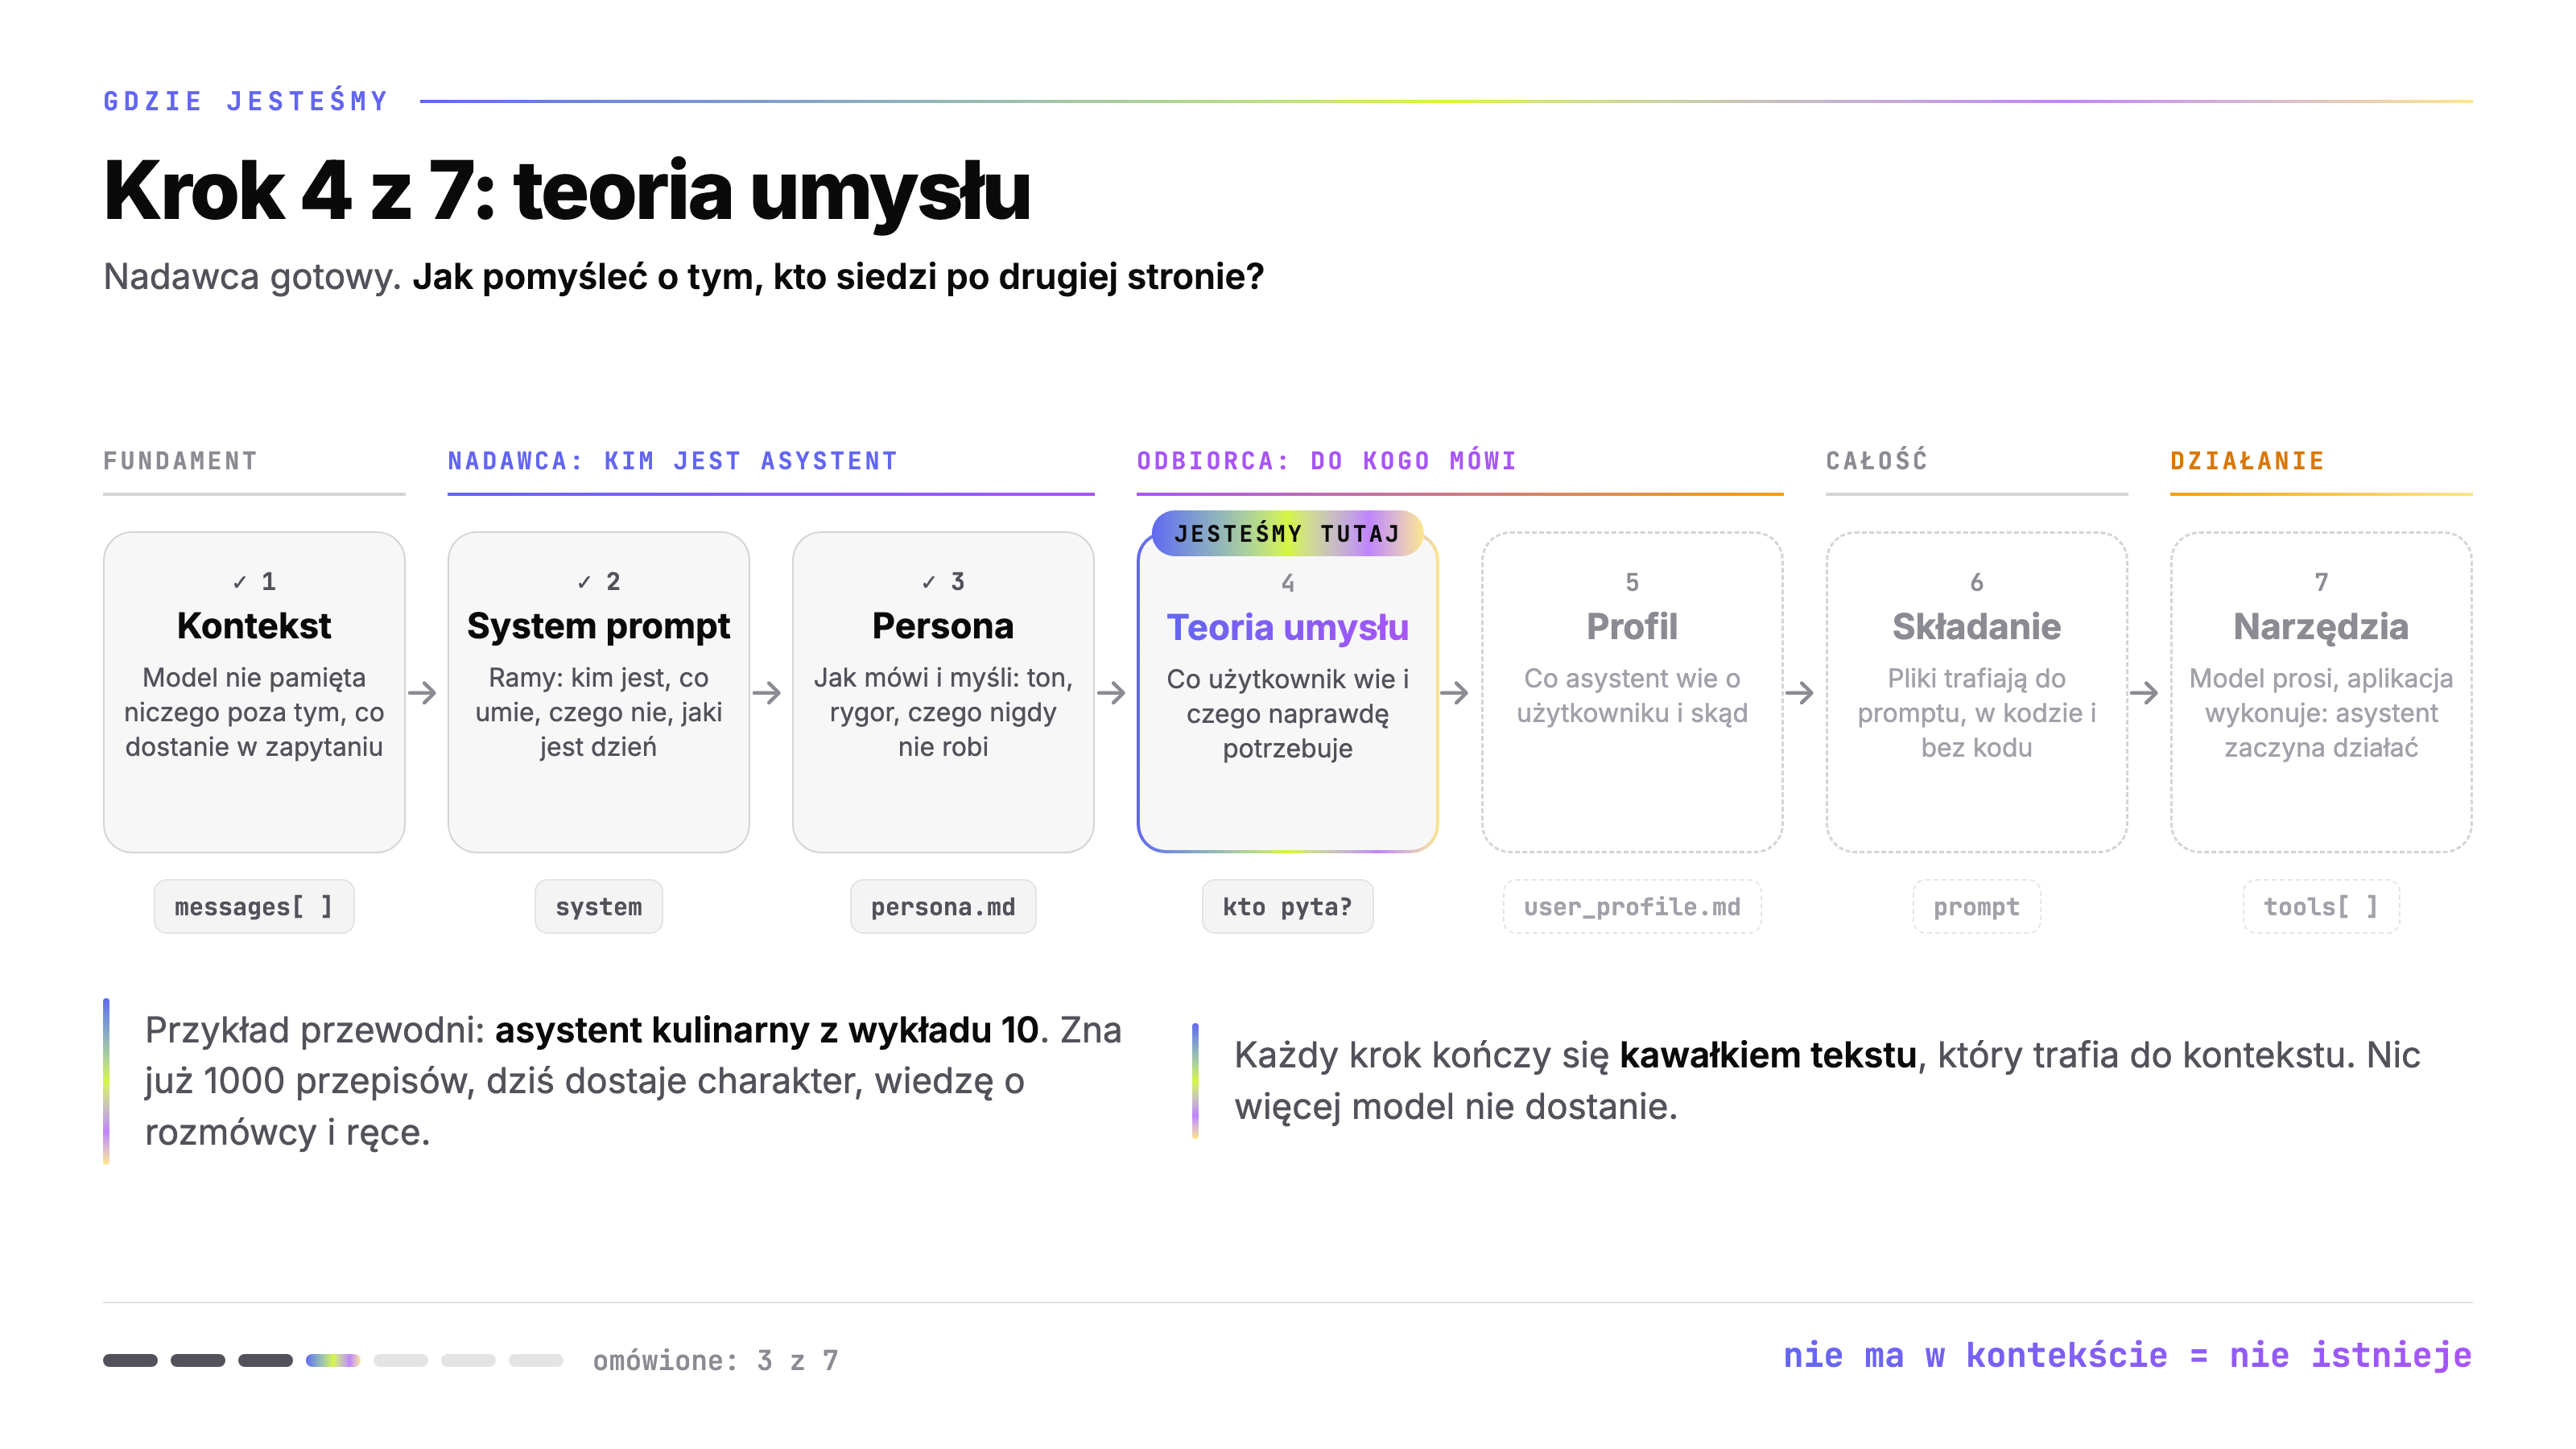 GDZIE JESTEŚMY
Krok 4 z 7: teoria umysłu
Nadawca gotowy. Jak pomyśleć o tym, kto siedzi po drugiej stronie?
FUNDAMENT
NADAWCA: KIM JEST ASYSTENT
ODBIORCA: DO KOGO MÓWI
CAŁOŚĆ
DZIAŁANIE
✓ 1
Kontekst
Model nie pamięta
niczego poza tym, co
dostanie w zapytaniu
messages[ ]
→
✓ 2
System prompt
Ramy: kim jest, co
umie, czego nie, jaki
jest dzień
system
→
✓ 3
Persona
Jak mówi i myśli: ton,
rygor, czego nigdy
nie robi
persona.md
→
JESTEŚMY TUTAJ
4
Teoria umysłu
Co użytkownik wie i
czego naprawdę
potrzebuje
kto pyta?
→
5
Profil
Co asystent wie o
użytkowniku i skąd
user_profile.md
→
6
Składanie
Pliki trafiają do
promptu, w kodzie i
bez kodu
prompt
→
7
Narzędzia
Model prosi, aplikacja
wykonuje: asystent
zaczyna działać
tools[ ]
Przykład przewodni: asystent kulinarny z wykładu 10. Zna
już 1000 przepisów, dziś dostaje charakter, wiedzę o
rozmówcy i ręce.
Każdy krok kończy się kawałkiem tekstu, który trafia do kontekstu. Nic
więcej model nie dostanie.
omówione: 3 z 7
nie ma w kontekście = nie istnieje